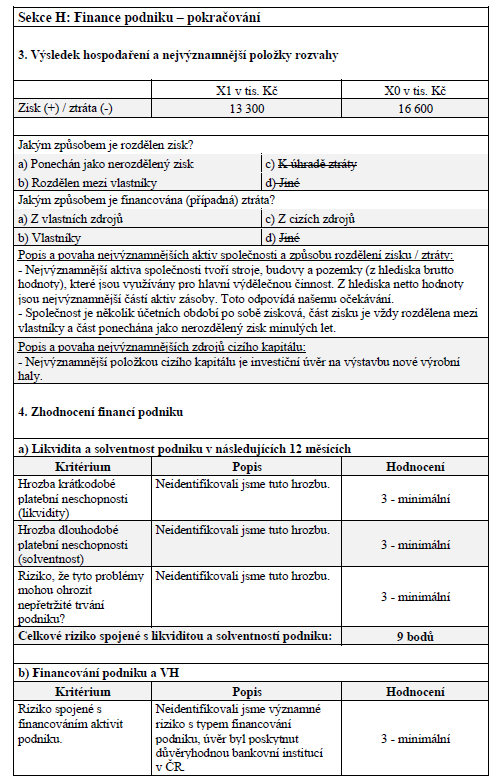 Sekce H: Finance podniku – pokračování
3. Výsledek hospodaření a nejvýznamnější položky rozvahy
X1 v tis. Kč X0 v tis. Kč
Zisk (+) / ztráta (-) 13 300 16 600
Jakým způsobem je rozdělen zisk?
a) Ponechán jako nerozdělený zisk c) K úhradě ztráty
b) Rozdělen mezi vlastníky d) Jiné
Jakým způsobem je financována (případná) ztráta?
a) Z vlastních zdrojů c) Z cizích zdrojů
b) Vlastníky d) Jiné
Popis a povaha nejvýznamnějších aktiv společnosti a způsobu rozdělení zisku / ztráty:
- Nejvýznamnější aktiva společnosti tvoří stroje, budovy a pozemky (z hlediska brutto
hodnoty), které jsou využívány pro hlavní výdělečnou činnost. Z hlediska netto hodnoty
jsou nejvýznamnější částí aktiv zásoby. Toto odpovídá našemu očekávání.
- Společnost je několik účetních období po sobě zisková, část zisku je vždy rozdělena mezi
vlastníky a část ponechána jako nerozdělený zisk minulých let.
Popis a povaha nejvýznamnějších zdrojů cizího kapitálu:
- Nejvýznamnější položkou cizího kapitálu je investiční úvěr na výstavbu nové výrobní
haly.
4. Zhodnocení financí podniku
a) Likvidita a solventnost podniku v následujících 12 měsících
Kritérium Popis Hodnocení
Hrozba krátkodobé Neidentifikovali jsme tuto hrozbu.
platební neschopnosti 3 - minimální
(likvidity)
Hrozba dlouhodobé Neidentifikovali jsme tuto hrozbu.
platební neschopnosti 3 - minimální
(solventnost)
Riziko, že tyto problémy Neidentifikovali jsme tuto hrozbu.
mohou ohrozit
nepřetržité trvání 3 - minimální
podniku?
Celkové riziko spojené s likviditou a solventností podniku: 9 bodů
b) Financování podniku a VH
Kritérium Popis Hodnocení
Riziko spojené s Neidentifikovali jsme významné
financováním aktivit riziko s typem financování
podniku. podniku, úvěr byl poskytnut 3 - minimální
důvěryhodnou bankovní institucí
v ČR.